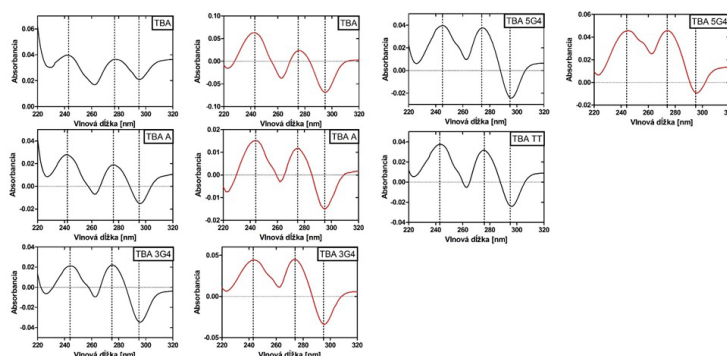 TBA
0.06
0.04
0.02
0.00
Absorbancia
220 240 260 280 300 320
Vlnová dĺžka [nm]
TBA
0.10
0.05
0.00
-0.05
-0.10
Absorbancia
220 240 260 280 300 320
Vlnová dĺžka [nm]
TBA 5G4
0.04
0.02
0.00
-0.02
Absorbancia
220 240 260 280 300 320
Vlnová dĺžka [nm]
TBA 5G4
0.06
0.04
0.02
0.00
-0.02
Absorbancia
220 240 260 280 300 320
Vlnová dĺžka [nm]
TBA A
0.04
0.02
0.00
-0.02
Absorbancia
220 240 260 280 300 320
Vlnová dĺžka [nm]
TBA A
0.02
0.01
0.01
0.00
-0.01
-0.01
-0.02
Absorbancia
220 240 260 280 300 320
Vlnová dĺžka [nm]
TBA TT
0.04
0.02
0.00
-0.02
-0.04
Absorbancia
220 240 260 280 300 320
Vlnová dĺžka [nm]
TBA 3G4
0.04
0.02
0.00
-0.02
-0.04
Absorbancia
220 240 260 280 300 320
Vlnová dĺžka [nm]
TBA 3G4
0.05
0.00
-0.05
Absorbancia
220 240 260 280 300 320
Vlnová dĺžka [nm]